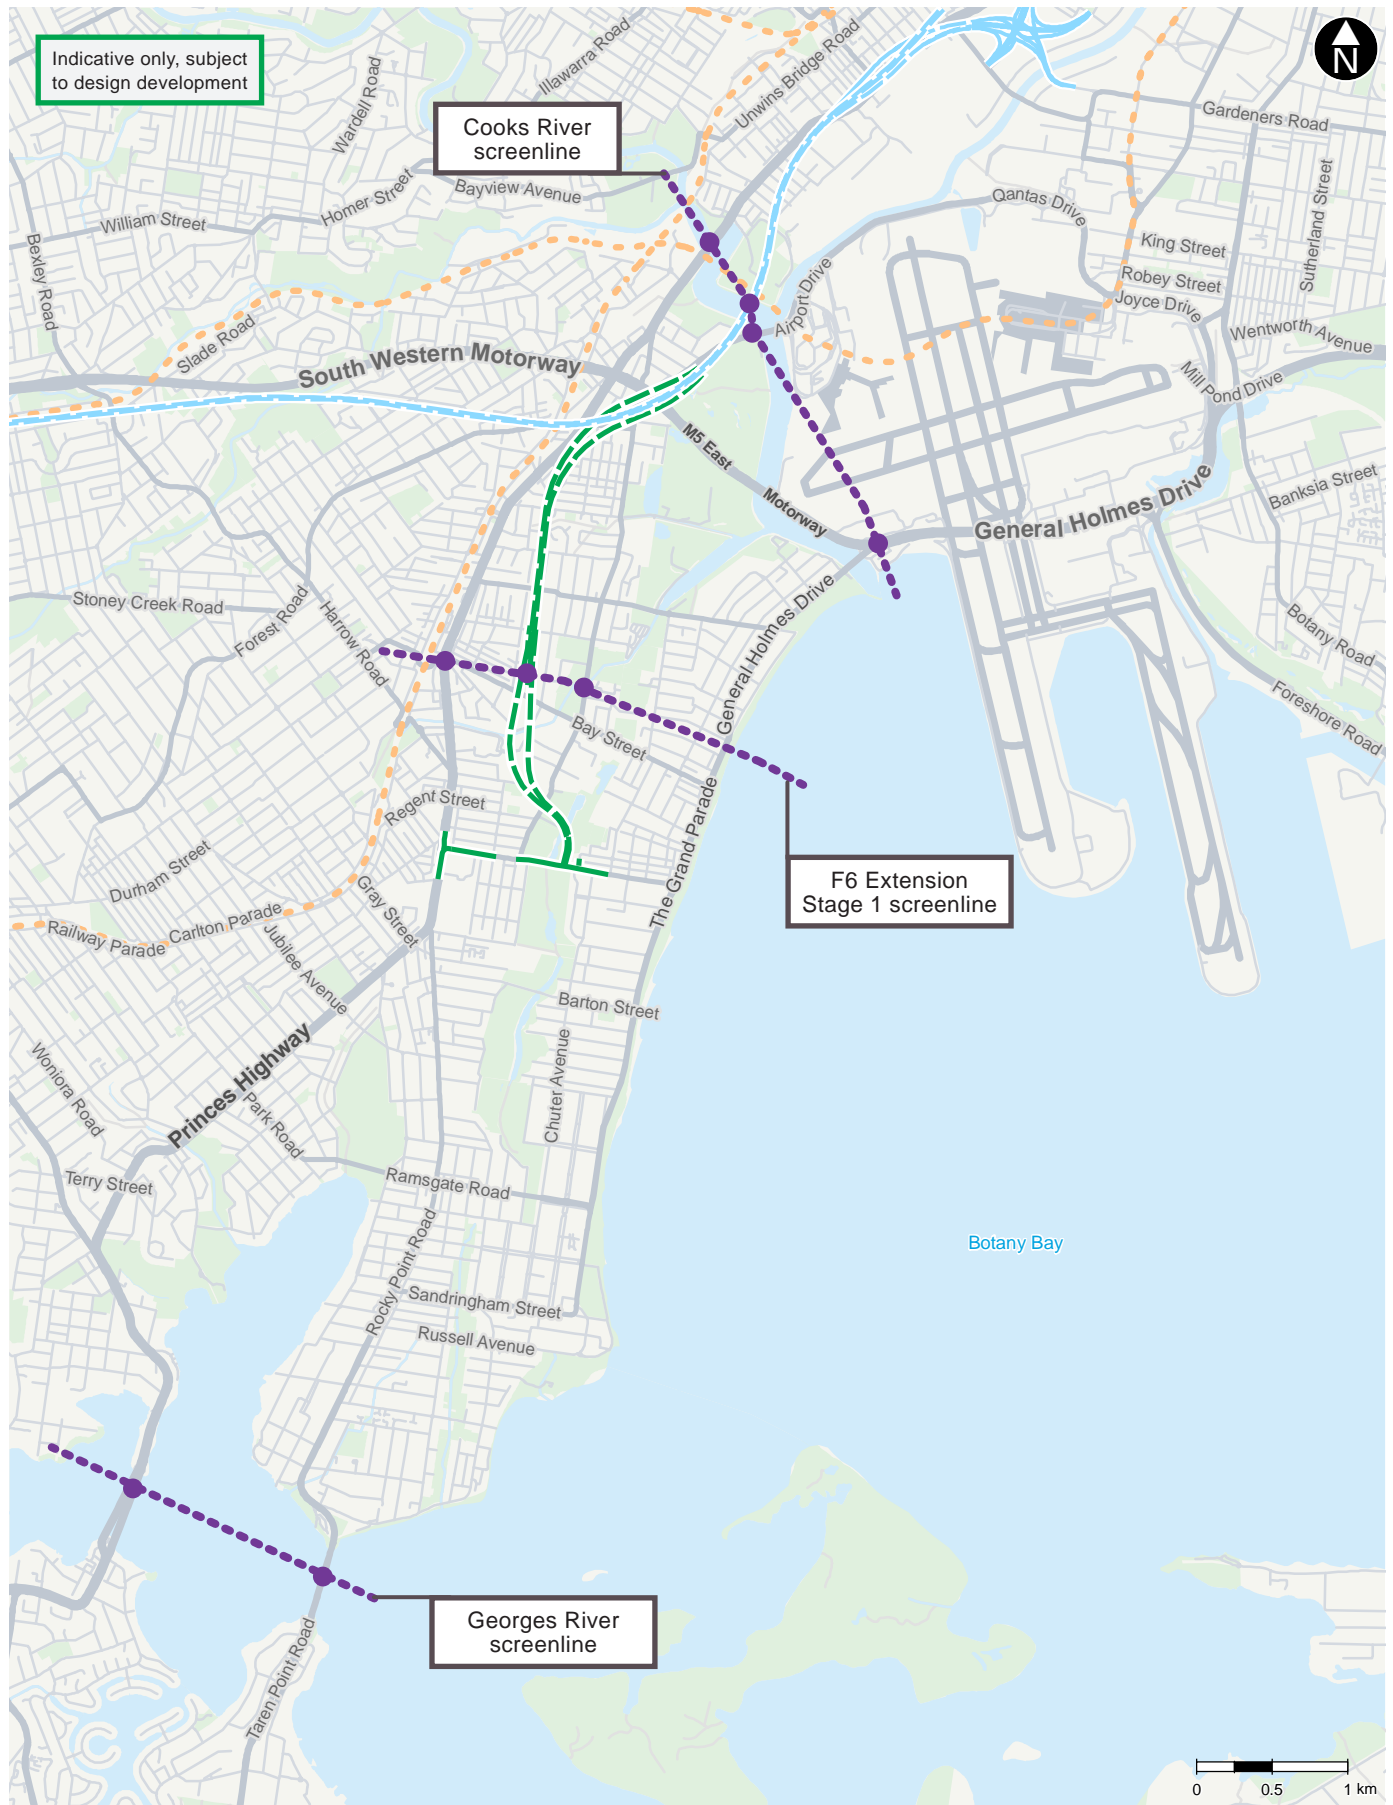 Indicative only, subject
to design development
N
Illawarra Road
Wardell Road
Unwins Bridge Road
Gardeners Road
Cooks River
screenline
Bayview Avenue
Homer Street
William Street
Bexley Road
Qantas Drive
King Street
Sutherland Street
Robey Street
Joyce Drive
Airport Drive
Wentworth Avenue
Slade Road
South Western Motorway
Mill Pond Drive
M5 East
Motorway
General Holmes Drive
Banksia Street
Stoney Creek Road
Forest Road
Harrow Road
General Holmes Drive
Botany Road
Foreshore Road
Bay Street
Regent Street
The Grand Parade
Durham Street
F6 Extension
Stage 1 screenline
Gray Street
Carlton Parade
Railway Parade
Jubilee Avenue
Barton Street
Chuter Avenue
Woniora Road
Princes Highway
Park Road
Terry Street
Ramsgate Road
Rocky Point Road
Botany Bay
Sandringham Street
Russell Avenue
Georges River
screenline
Taren Point Road
0 0.5 1 km